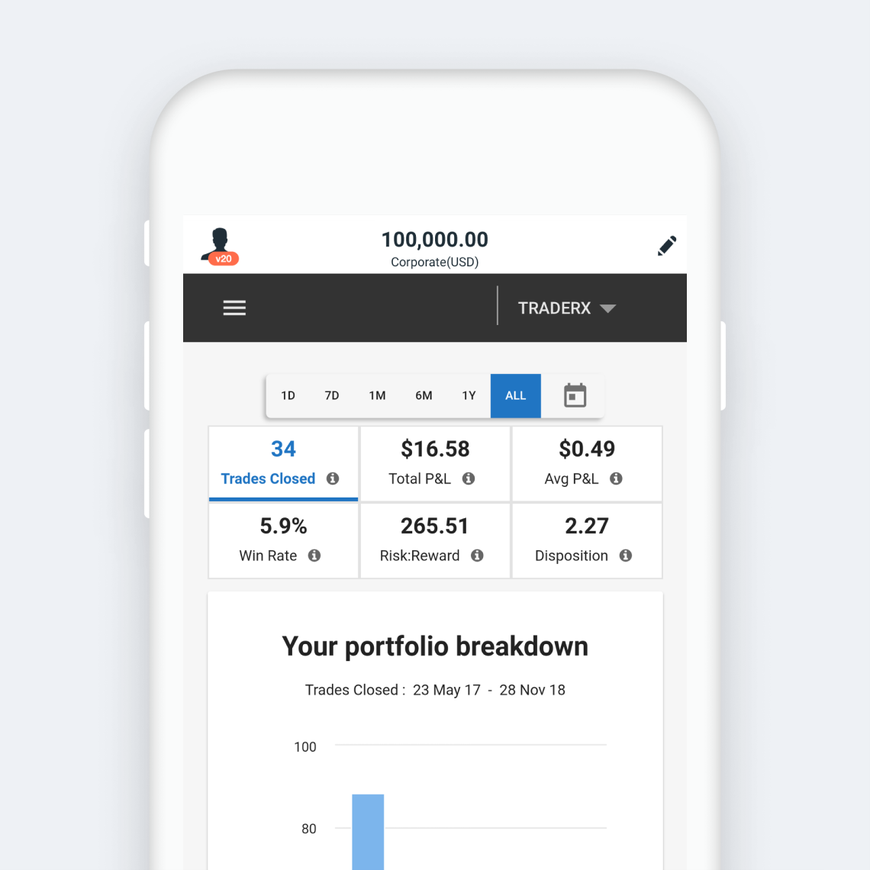 100,000.00
v20
Corporate(USD)
TRADERX
1D 7D 1M 6M 1Y ALL
34 $16.58 $0.49
Trades Closed Total P&L Avg P&L
5.9% 265.51 2.27
Win Rate Risk:Reward Disposition
Your portfolio breakdown
Trades Closed : 23 May 17 - 28 Nov 18
100
80